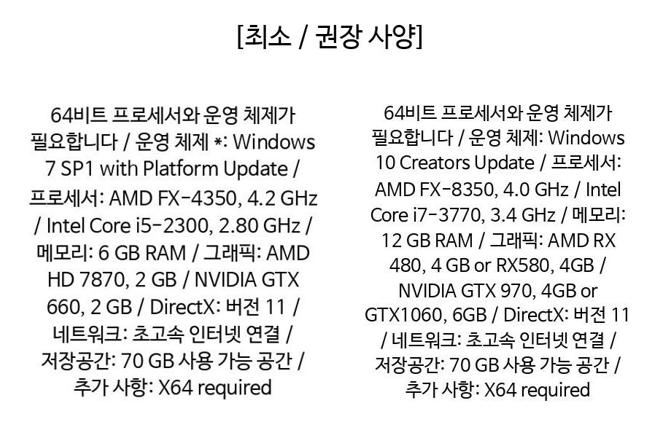 [최소 / 권장 사양]
64비트 프로세서와 운영 체제가
필요합니다 / 운영 체제 *: Windows
7 SP1 with Platform Update /
프로세서: AMD FX-4350, 4.2 GHz
/ Intel Core i5-2300, 2.80 GHz /
메모리: 6 GB RAM / 그래픽: AMD
HD 7870, 2 GB / NVIDIA GTX
660, 2 GB / DirectX: 버전 11 /
네트워크: 초고속 인터넷 연결 /
저장공간: 70 GB 사용 가능 공간 /
추가 사항: X64 required
64비트 프로세서와 운영 체제가
필요합니다 / 운영 체제: Windows
10 Creators Update / 프로세서:
AMD FX-8350, 4.0 GHz / Intel
Core i7-3770, 3.4 GHz / 메모리:
12 GB RAM / 그래픽: AMD RX
480, 4 GB or RX580, 4GB /
NVIDIA GTX 970, 4GB or
GTX1060, 6GB / DirectX: 버전 11
/ 네트워크: 초고속 인터넷 연결 /
저장공간: 70 GB 사용 가능 공간 /
추가 사항: X64 required